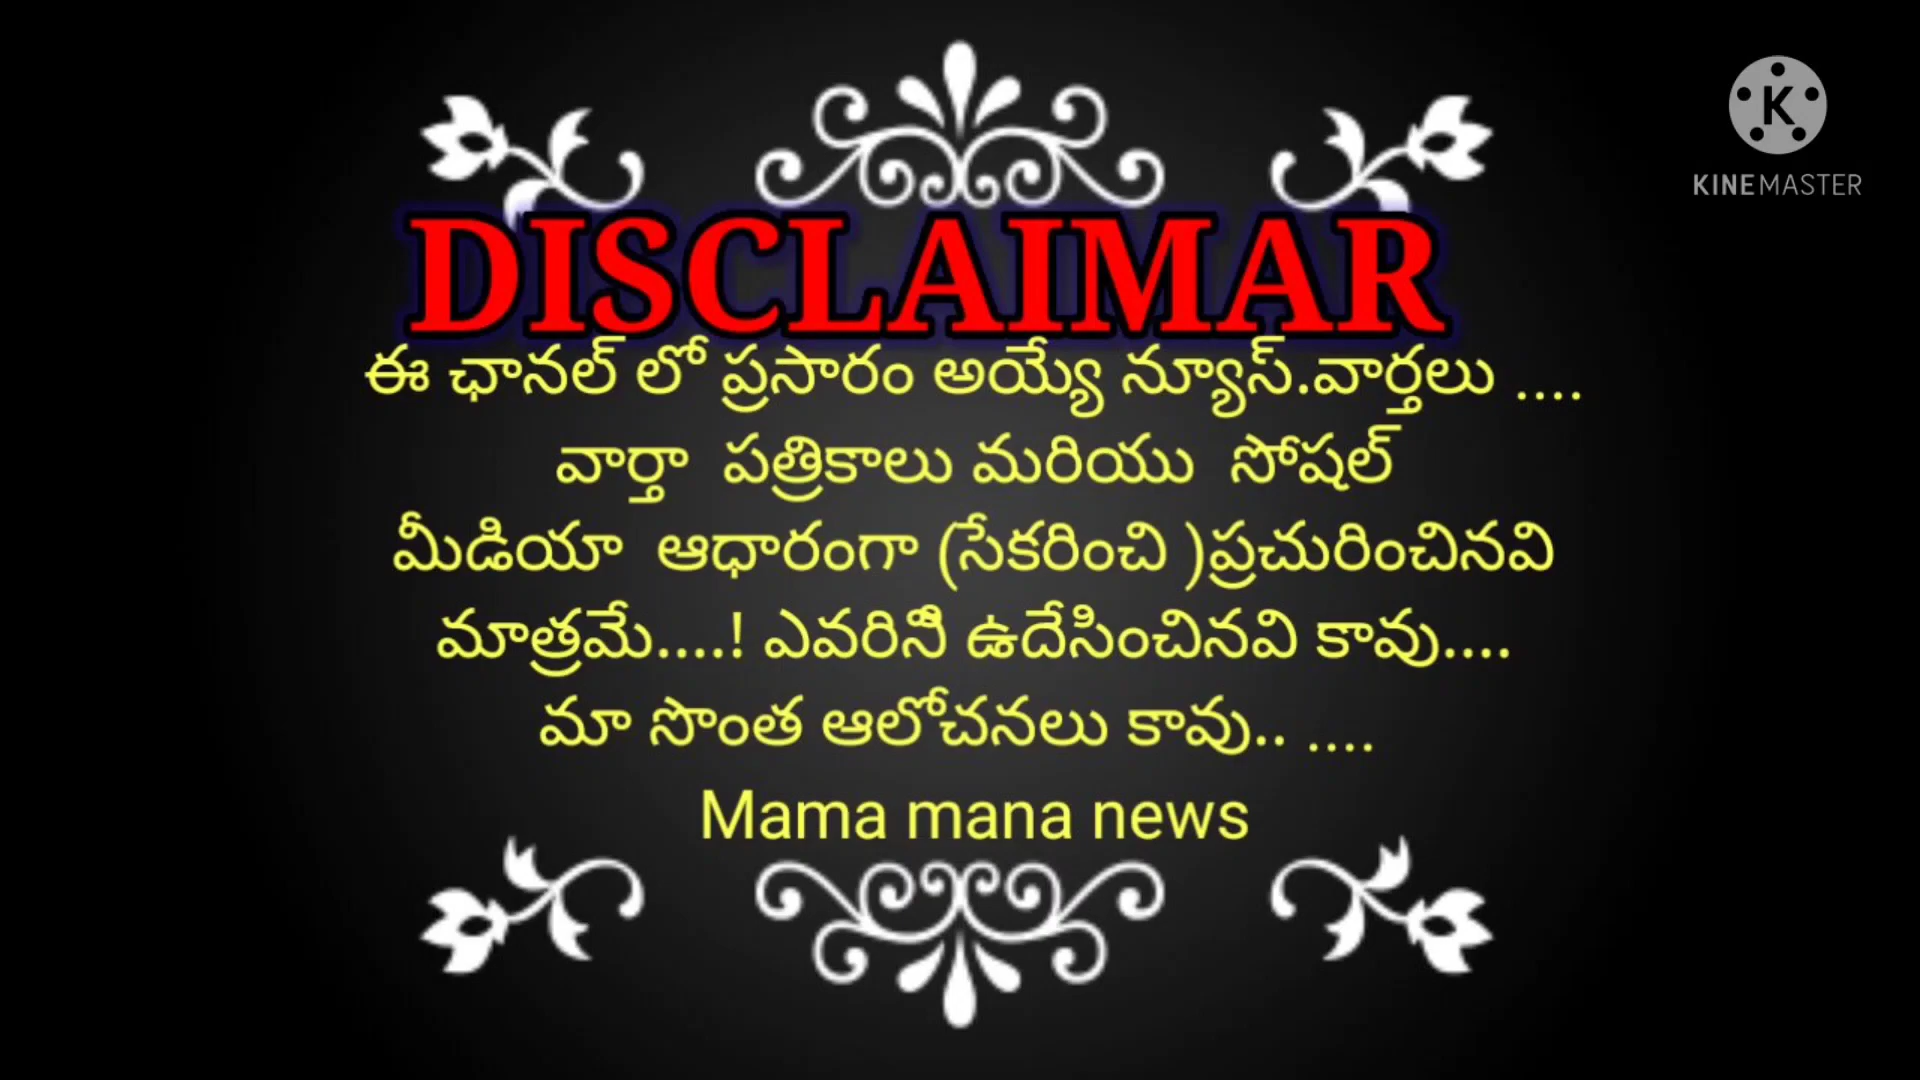 KINEMASTER
DISCLAIMAR
ఈ ఛానల్ లో ప్రసారం అయ్యే న్యూస్.వార్తలు ....
వార్తా పత్రికాలు మరియు సోషల్
మీడియా ఆధారంగా (సేకరించి )ప్రచురించినవి
మాత్రమే....! ఎవరినీ ఉదేసించినవి కావు....
మా సొంత ఆలోచనలు కావు.. ....
Mama mana news